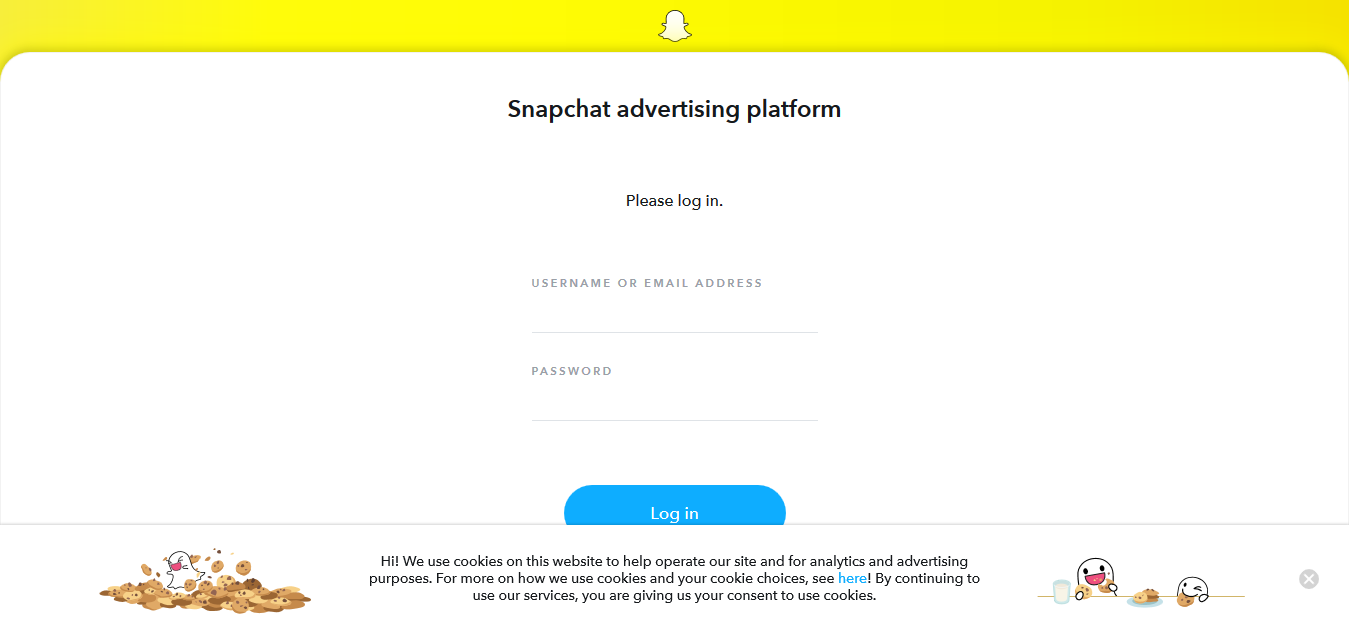 Snapchat advertising platform
Please log in.
USERNAME OR EMAIL ADDRESS
PASSWORD
Log in
Hi! We use cookies on this website to help operate our site and for analytics and advertising
purposes. For more on how we use cookies and your cookie choices, see here! By continuing to
use our services, you are giving us your consent to use cookies.